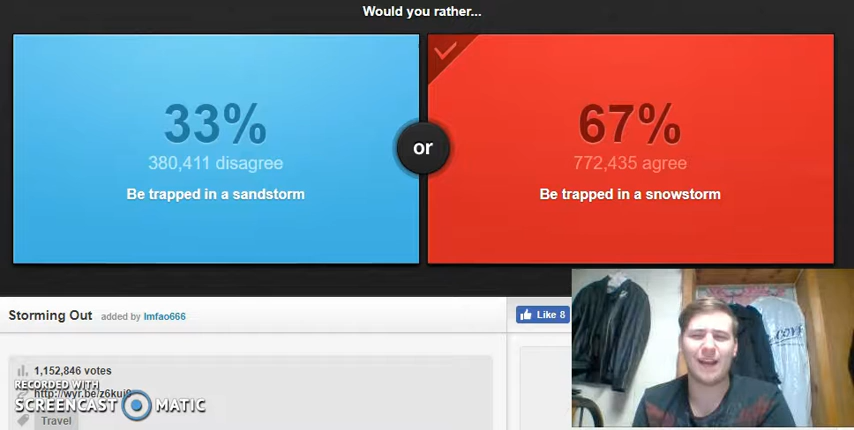 Would you rather...
33%
380,411 disagree
Be trapped in a sandstorm
or
67%
772,435 agree
Be trapped in a snowstorm
Storming Out added by lmfao666
Like 8
1,152,846 votes
RECORDED WITH
SCREENCAST MATIC
Travel